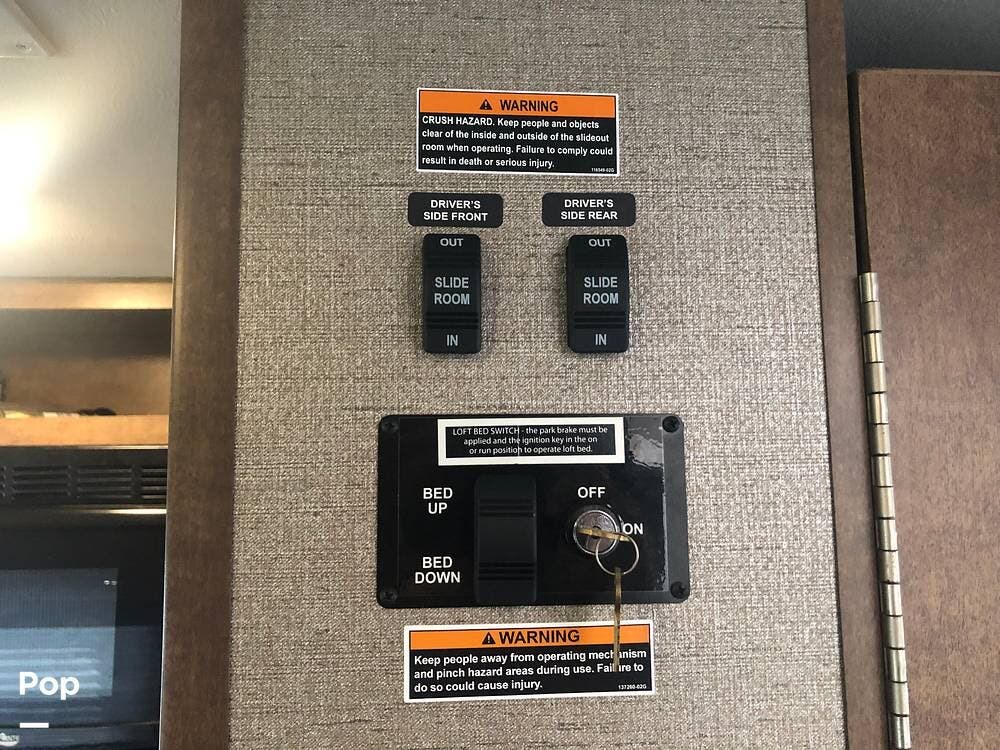 WARNING
CRUSH HAZARD. Keep people and objects
clear of the inside and outside of the slideout
room when operating. Failure to comply could
result in death or serious injury.
116549-02G
DRIVER'S
SIDE FRONT
DRIVER'S
SIDE REAR
OUT
SLIDE
ROOM
IN
OUT
SLIDE
ROOM
IN
LOFT BED SWITCH - the park brake must be
applied and the ignition key in the on
or run position to operate loft bed.
BED
UP
OFF
ON
BED
DOWN
WARNING
Keep people away from operating mechanism
and pinch hazard areas during use. Failure to
do so could cause injury.
137260-02G
Pop